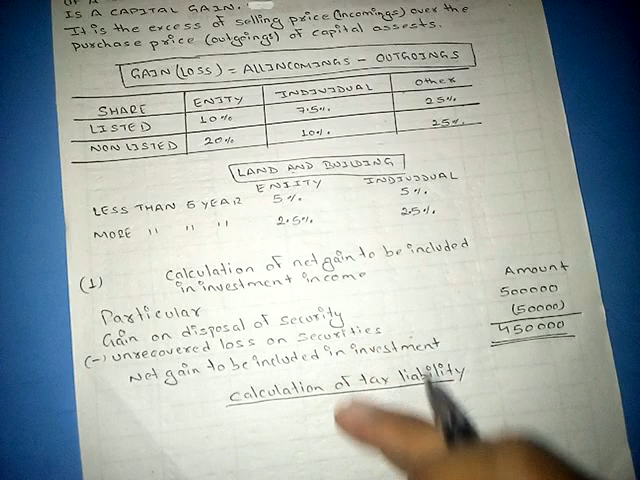 IS A CAPITAL GAIN.
It is the excess of selling price (Incomings) over the
purchase price (outgoings) of capital assests.
GAIN (LOSS) = ALL INCOMINGS - OUTGOINGS
SHARE ENITY INDIVIDUAL Other
LISTED 10% 7.5% 25%
NON LISTED 20% 10% 25%
LAND AND BUILDING
ENTITY INDIVIDUAL
LESS THAN 5 YEAR 5% 5%
MORE " " " 2.5% 2.5%
(1) Calculation of net gain to be included
in investment income
Particular Amount
Gain on disposal of security 500000
(-) unrecovered loss on securities (50000)
Net gain to be included in investment 450000
Calculation of tax liability